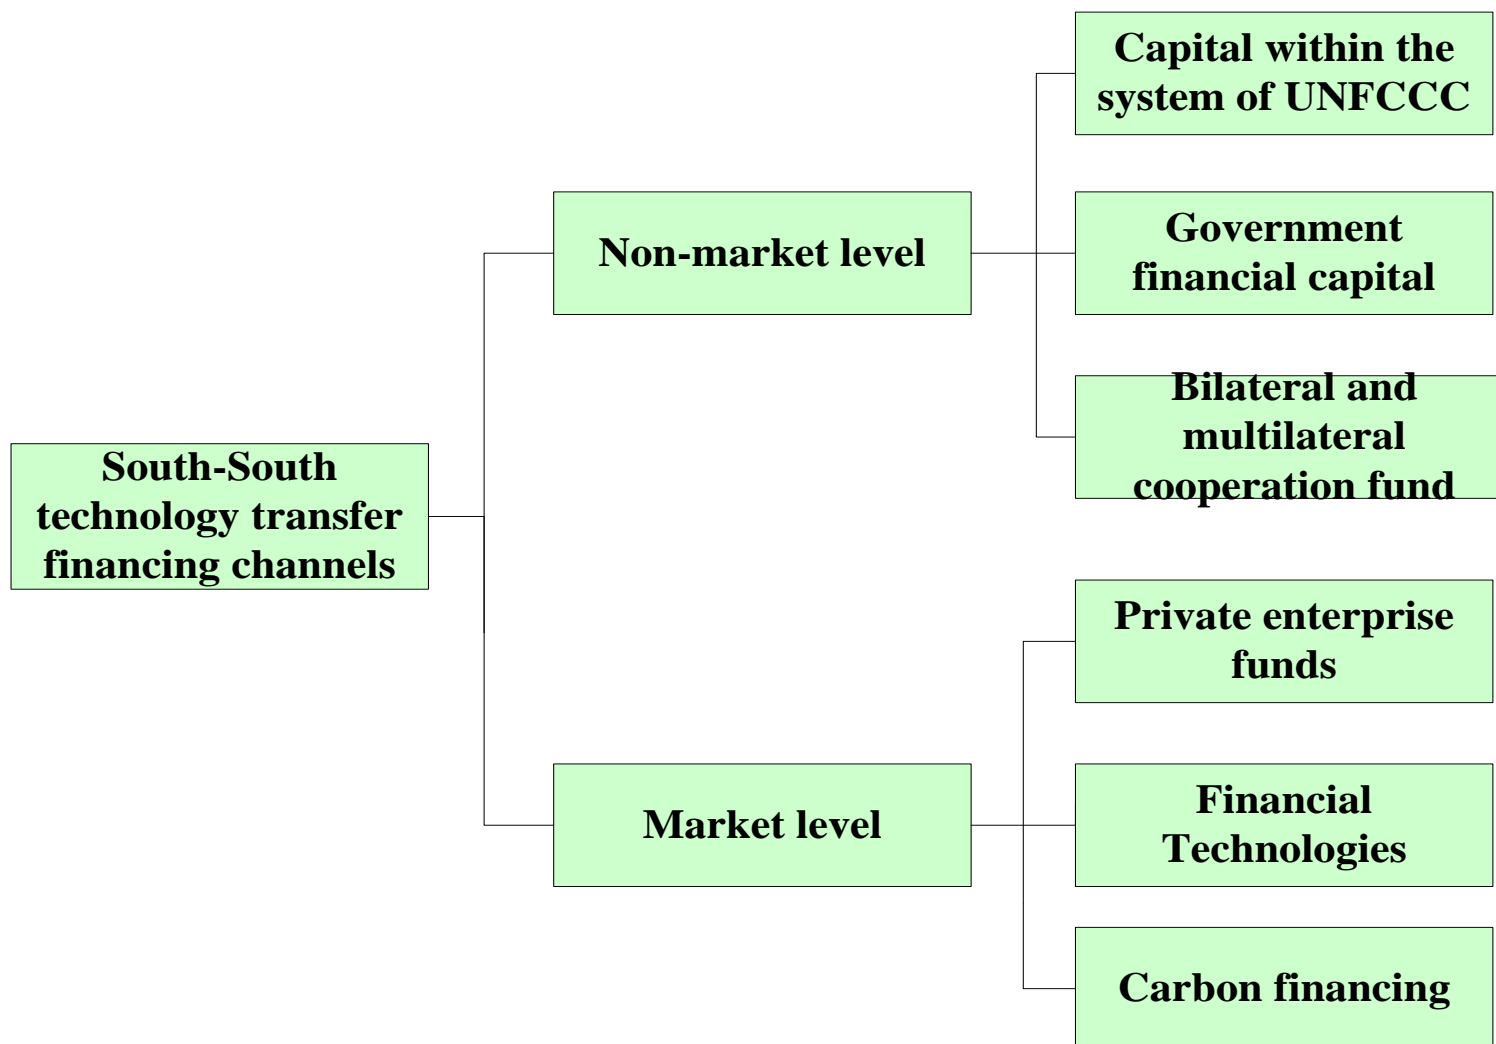 Capital within the
system of UNFCCC
Non-market level
Government
financial capital
Bilateral and
multilateral
cooperation fund
South-South
technology transfer
financing channels
Private enterprise
funds
Market level
Financial
Technologies
Carbon financing